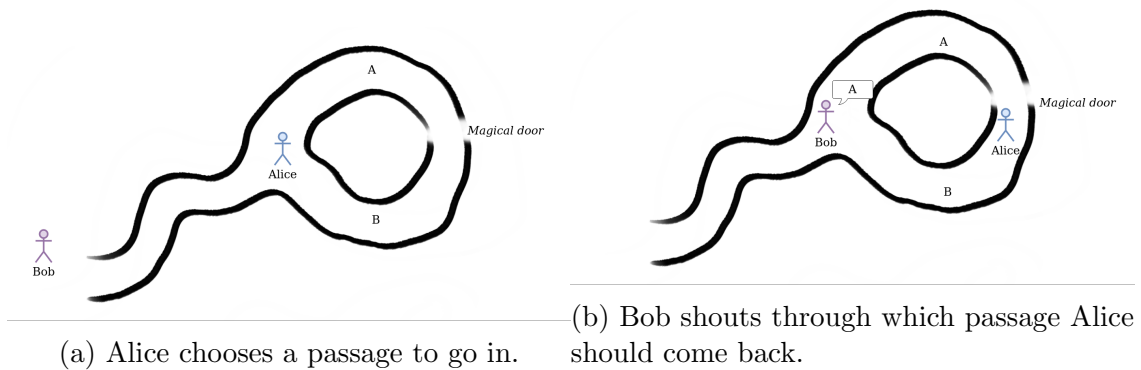 A
Magical door
Alice
B
Bob
(a) Alice chooses a passage to go in.
A
A
Magical door
Bob
Alice
B
(b) Bob shouts through which passage Alice
should come back.